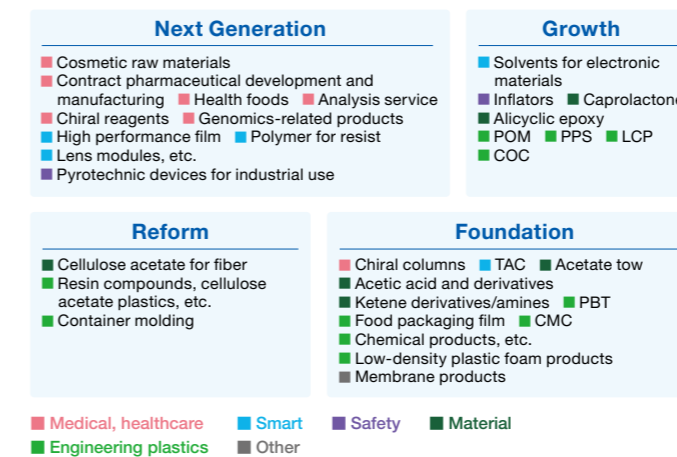 Next Generation
Cosmetic raw materials
Contract pharmaceutical development and
manufacturing Health foods Analysis service
Chiral reagents Genomics-related products
High performance film Polymer for resist
Lens modules, etc.
Pyrotechnic devices for industrial use
Growth
Solvents for electronic
materials
Inflators Caprolactone
Alicyclic epoxy
POM PPS LCP
COC
Reform
Cellulose acetate for fiber
Resin compounds, cellulose
acetate plastics, etc.
Container molding
Foundation
Chiral columns TAC Acetate tow
Acetic acid and derivatives
Ketene derivatives/amines PBT
Food packaging film CMC
Chemical products, etc.
Low-density plastic foam products
Membrane products
Medical, healthcare Smart Safety Material
Engineering plastics Other